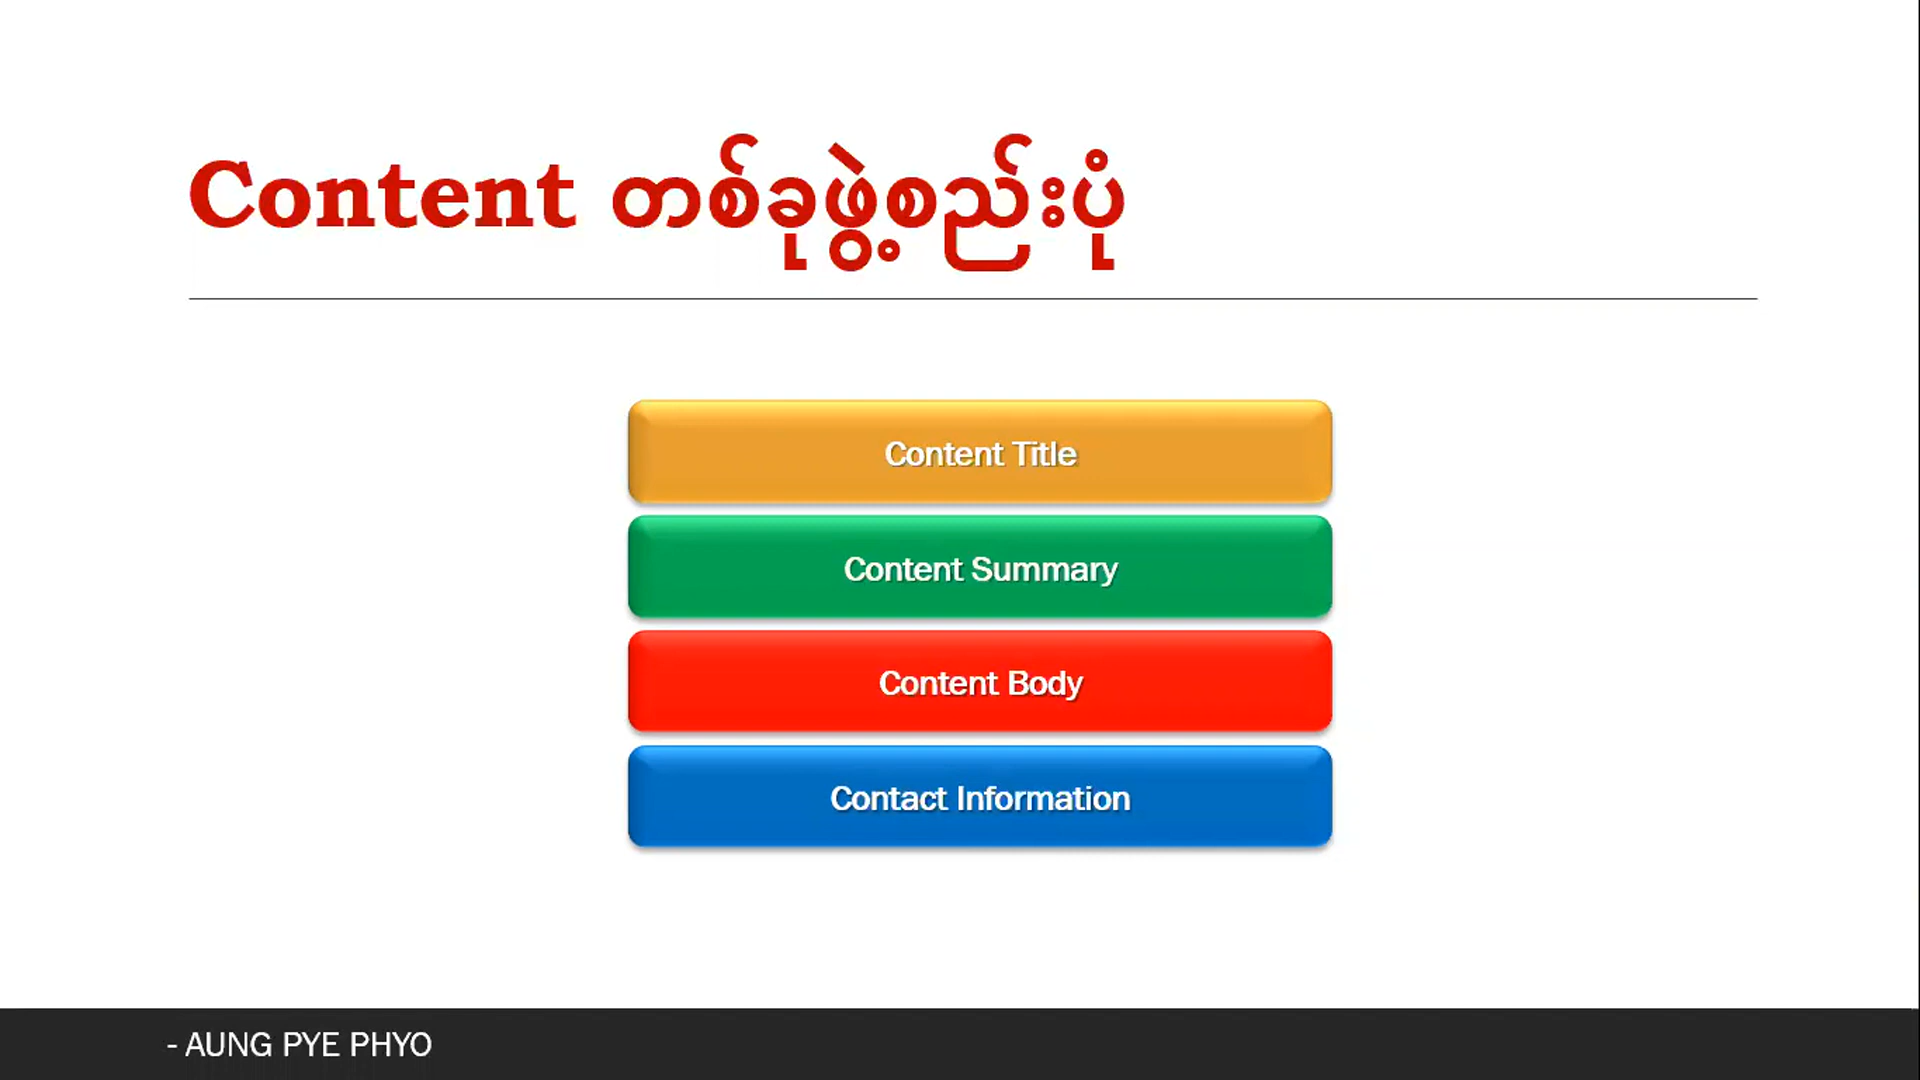 Content တစ်ခုဖွဲ့စည်းပုံ
Content Title
Content Summary
Content Body
Contact Information
- AUNG PYE PHYO